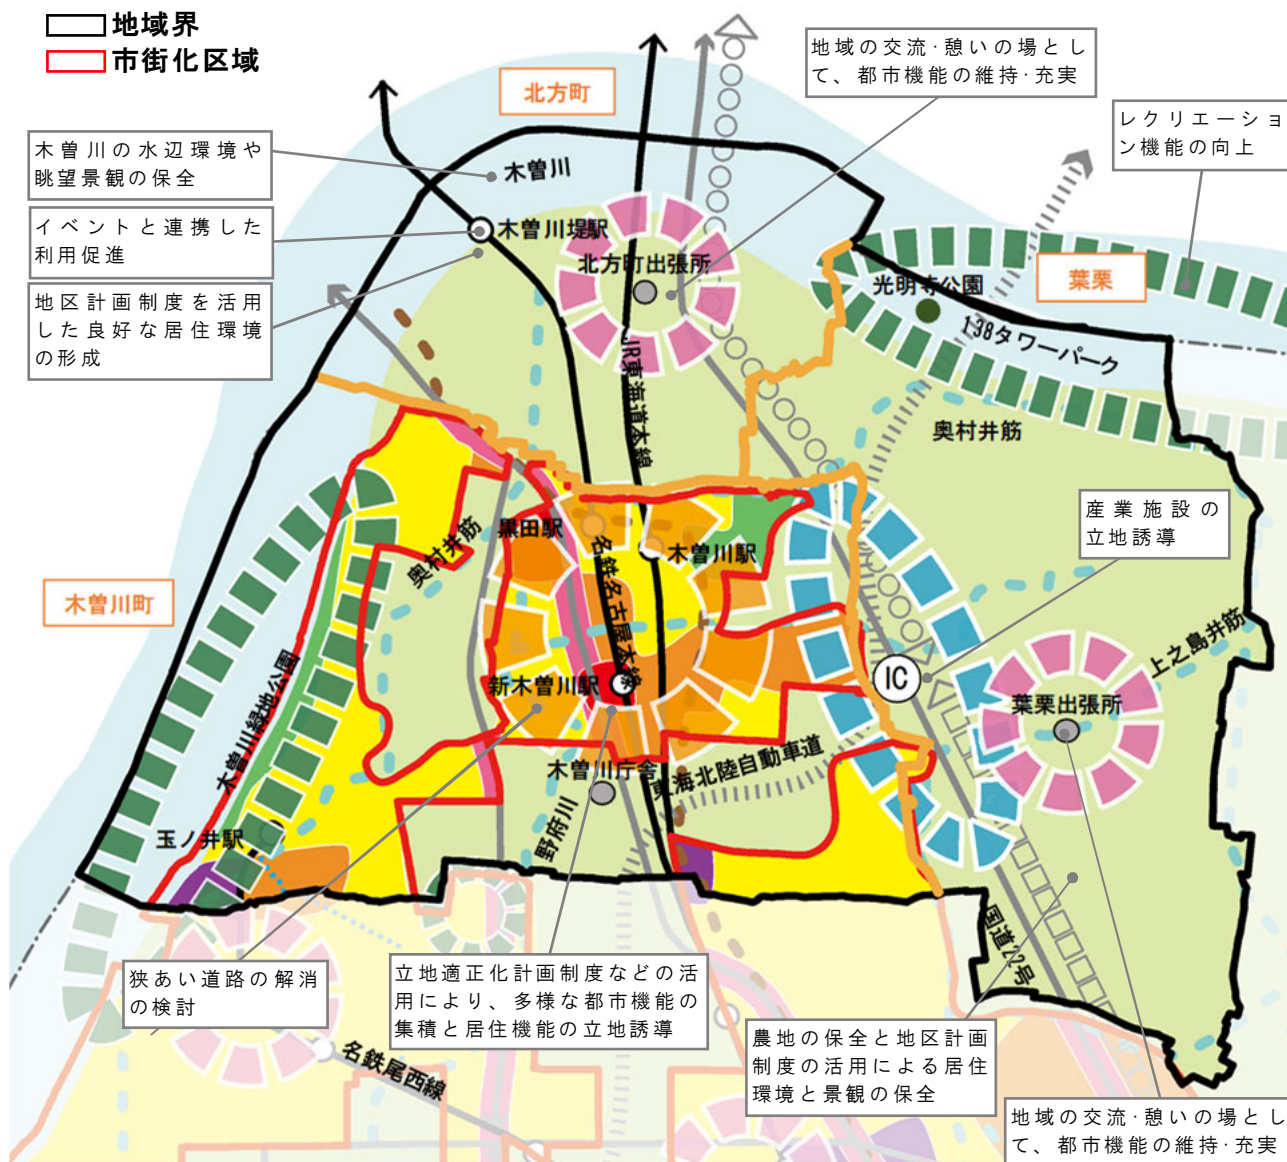 地域界
市街化区域
地域の交流・憩いの場とし
て、都市機能の維持・充実
北方町
レクリエーショ
ン機能の向上
木曽川の水辺環境や
眺望景観の保全
木曽川
イベントと連携した
利用促進
木曽川堤駅
北方町出張所
光明寺公園
葉栗
地区計画制度を活用
した良好な居住環境
の形成
138タワーパーク
JR東海道本線
奥村井筋
産業施設の
立地誘導
黒田駅
奥村井筋
名鉄名古屋本線
木曽川駅
木曽川町
上之島井筋
IC
新木曽川駅
葉栗出張所
木曽川緑地公園
木曽川庁舎
東海北陸自動車道
野府川
玉ノ井駅
国道22号
狭あい道路の解消
の検討
立地適正化計画制度などの活
用により、多様な都市機能の
集積と居住機能の立地誘導
農地の保全と地区計画
制度の活用による居住
環境と景観の保全
名鉄尾西線
地域の交流・憩いの場とし
て、都市機能の維持・充実